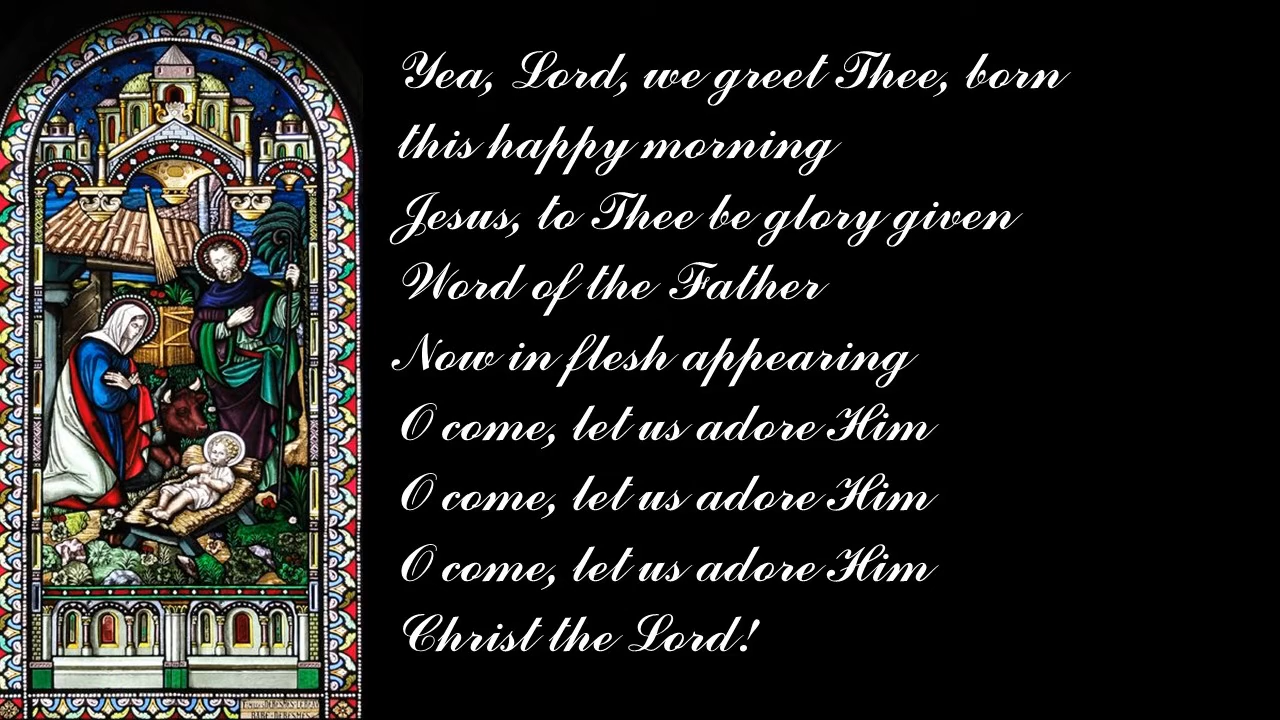 Yea, Lord, we greet Thee, born
this happy morning
Jesus, to Thee be glory given
Word of the Father
Now in flesh appearing
O come, let us adore Him
O come, let us adore Him
O come, let us adore Him
Christ the Lord!